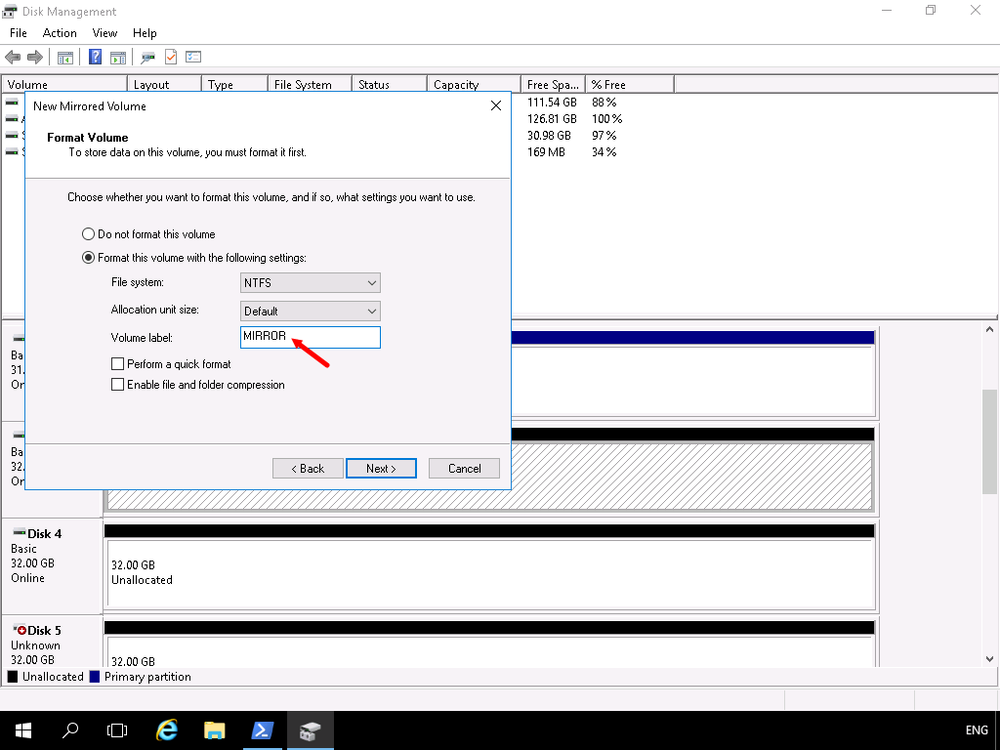 Disk Management
File Action View Help
Volume Layout Type File System Status Capacity Free Spa... % Free
111.54 GB 88 %
126.81 GB 100 %
30.98 GB 97 %
169 MB 34 %
New Mirrored Volume
Format Volume
To store data on this volume, you must format it first.
Choose whether you want to format this volume, and if so, what settings you want to use.
Do not format this volume
Format this volume with the following settings:
File system: NTFS
Allocation unit size: Default
Volume label: MIRROR
Perform a quick format
Enable file and folder compression
< Back Next > Cancel
Ba
31.
On
Ba
32.
On
Disk 4
Basic
32.00 GB
Online
32.00 GB
Unallocated
Disk 5
Unknown
32.00 GB
32.00 GB
Unallocated Primary partition
ENG